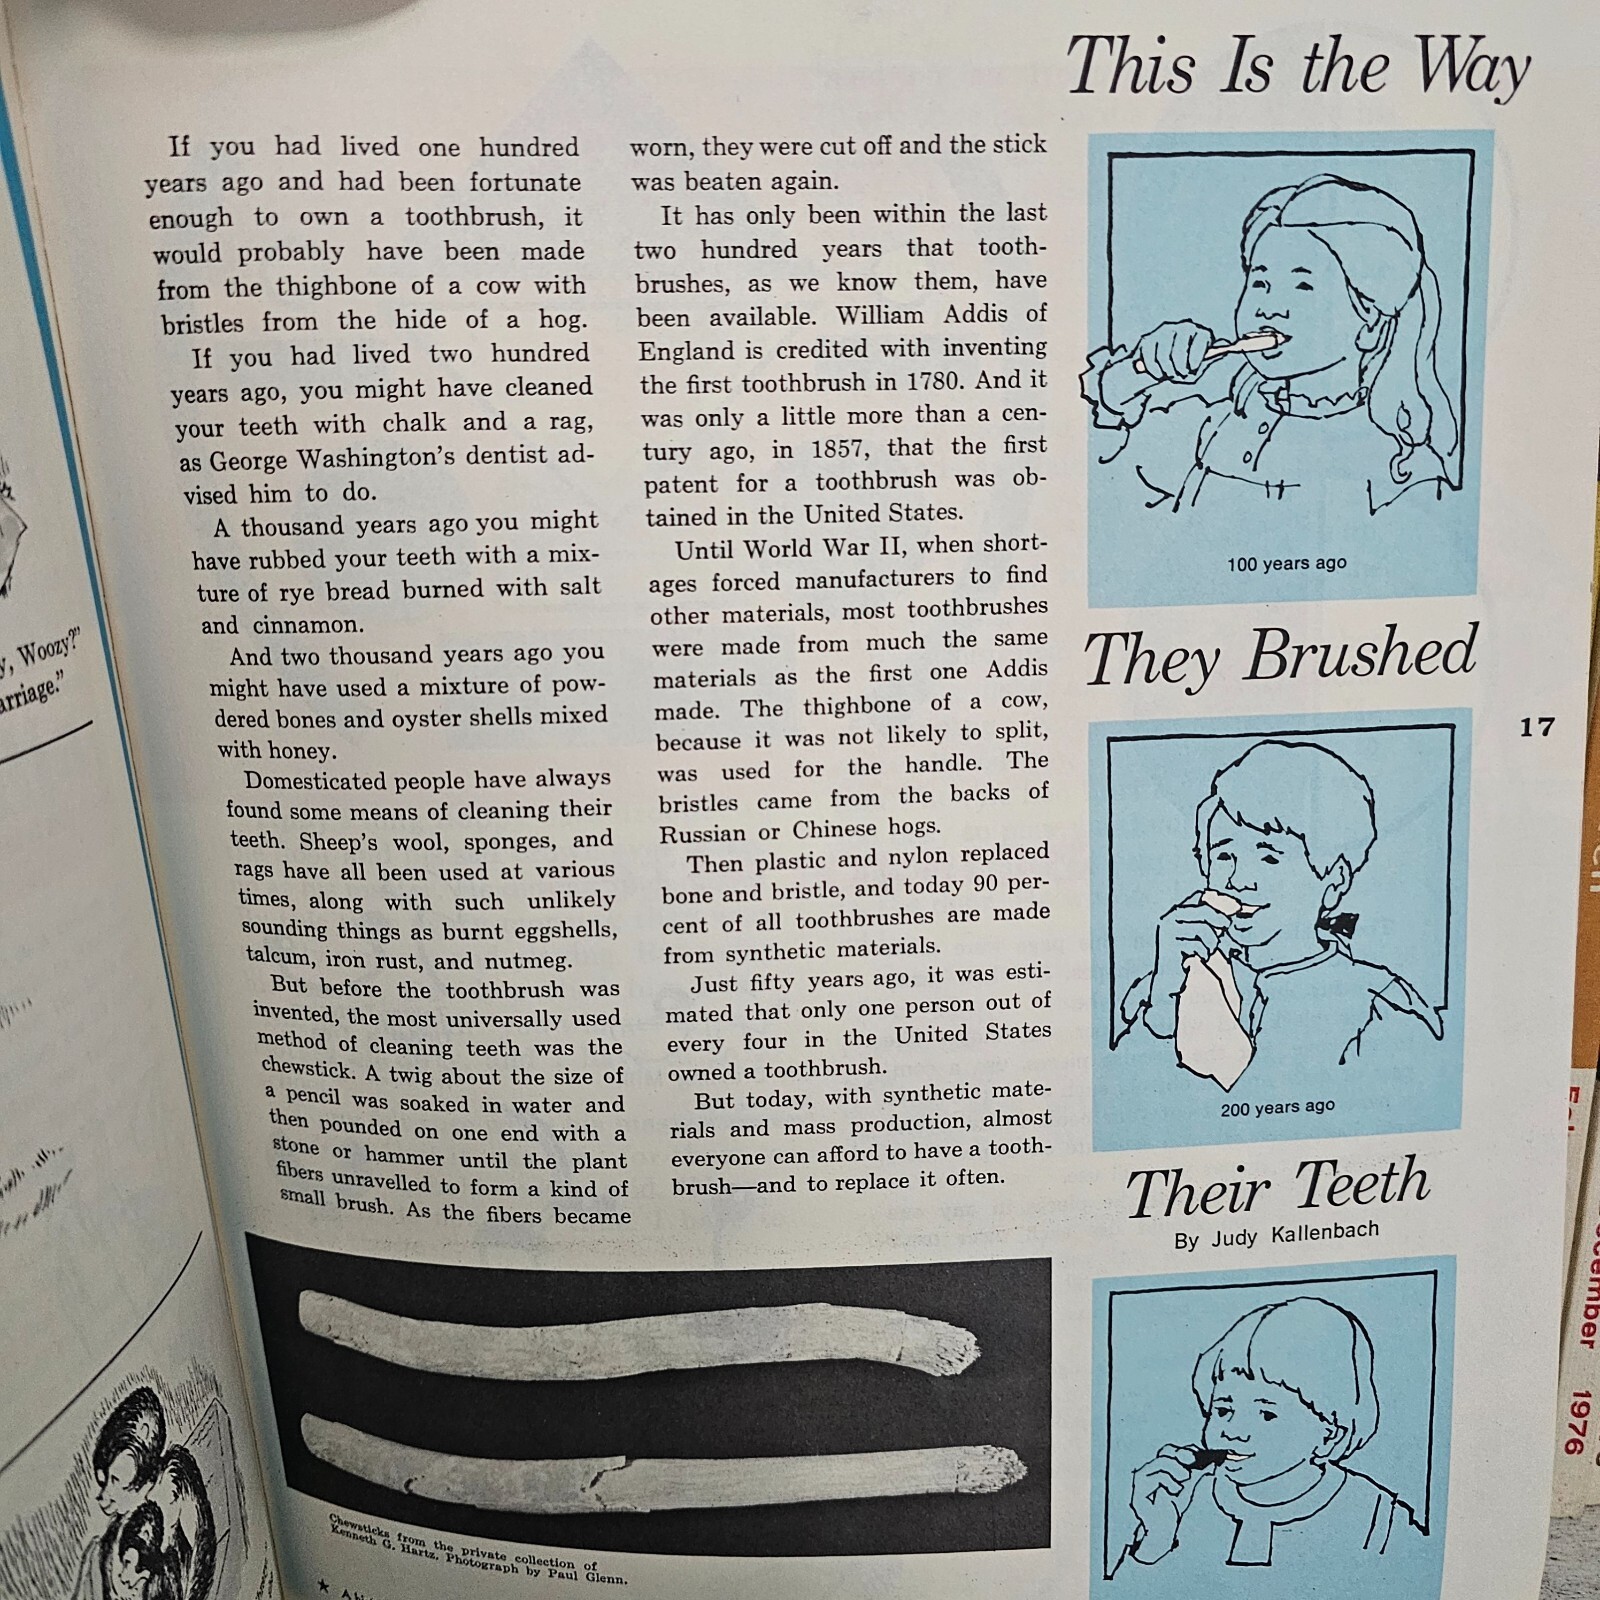 This Is the Way
If you had lived one hundred
years ago and had been fortunate
enough to own a toothbrush, it
would probably have been made
from the thighbone of a cow with
bristles from the hide of a hog.
If you had lived two hundred
years ago, you might have cleaned
your teeth with chalk and a rag,
as George Washington's dentist ad-
vised him to do.
A thousand years ago you might
have rubbed your teeth with a mix-
ture of rye bread burned with salt
and cinnamon.
And two thousand years ago you
might have used a mixture of pow-
dered bones and oyster shells mixed
with honey.
Domesticated people have always
found some means of cleaning their
teeth. Sheep's wool, sponges, and
rags have all been used at various
times, along with such unlikely
sounding things as burnt eggshells,
talcum, iron rust, and nutmeg.
But before the toothbrush was
invented, the most universally used
method of cleaning teeth was the
chewstick. A twig about the size of
a pencil was soaked in water and
then pounded on one end with a
stone or hammer until the plant
fibers unravelled to form a kind of
small brush. As the fibers became
worn, they were cut off and the stick
was beaten again.
It has only been within the last
two hundred years that tooth-
brushes, as we know them, have
been available. William Addis of
England is credited with inventing
the first toothbrush in 1780. And it
was only a little more than a cen-
tury ago, in 1857, that the first
patent for a toothbrush was ob-
tained in the United States.
Until World War II, when short-
ages forced manufacturers to find
other materials, most toothbrushes
were made from much the same
materials as the first one Addis
made. The thighbone of a cow,
because it was not likely to split,
was used for the handle. The
bristles came from the backs of
Russian or Chinese hogs.
Then plastic and nylon replaced
bone and bristle, and today 90 per-
cent of all toothbrushes are made
from synthetic materials.
Just fifty years ago, it was esti-
mated that only one person out of
every four in the United States
owned a toothbrush.
But today, with synthetic mate-
rials and mass production, almost
everyone can afford to have a tooth-
brush—and to replace it often.
100 years ago
They Brushed
17
200 years ago
Their Teeth
By Judy Kallenbach
Chewsticks from the private collection of
Kenneth G. Hartz, Photograph by Paul Glenn.
Woozy?"
1976